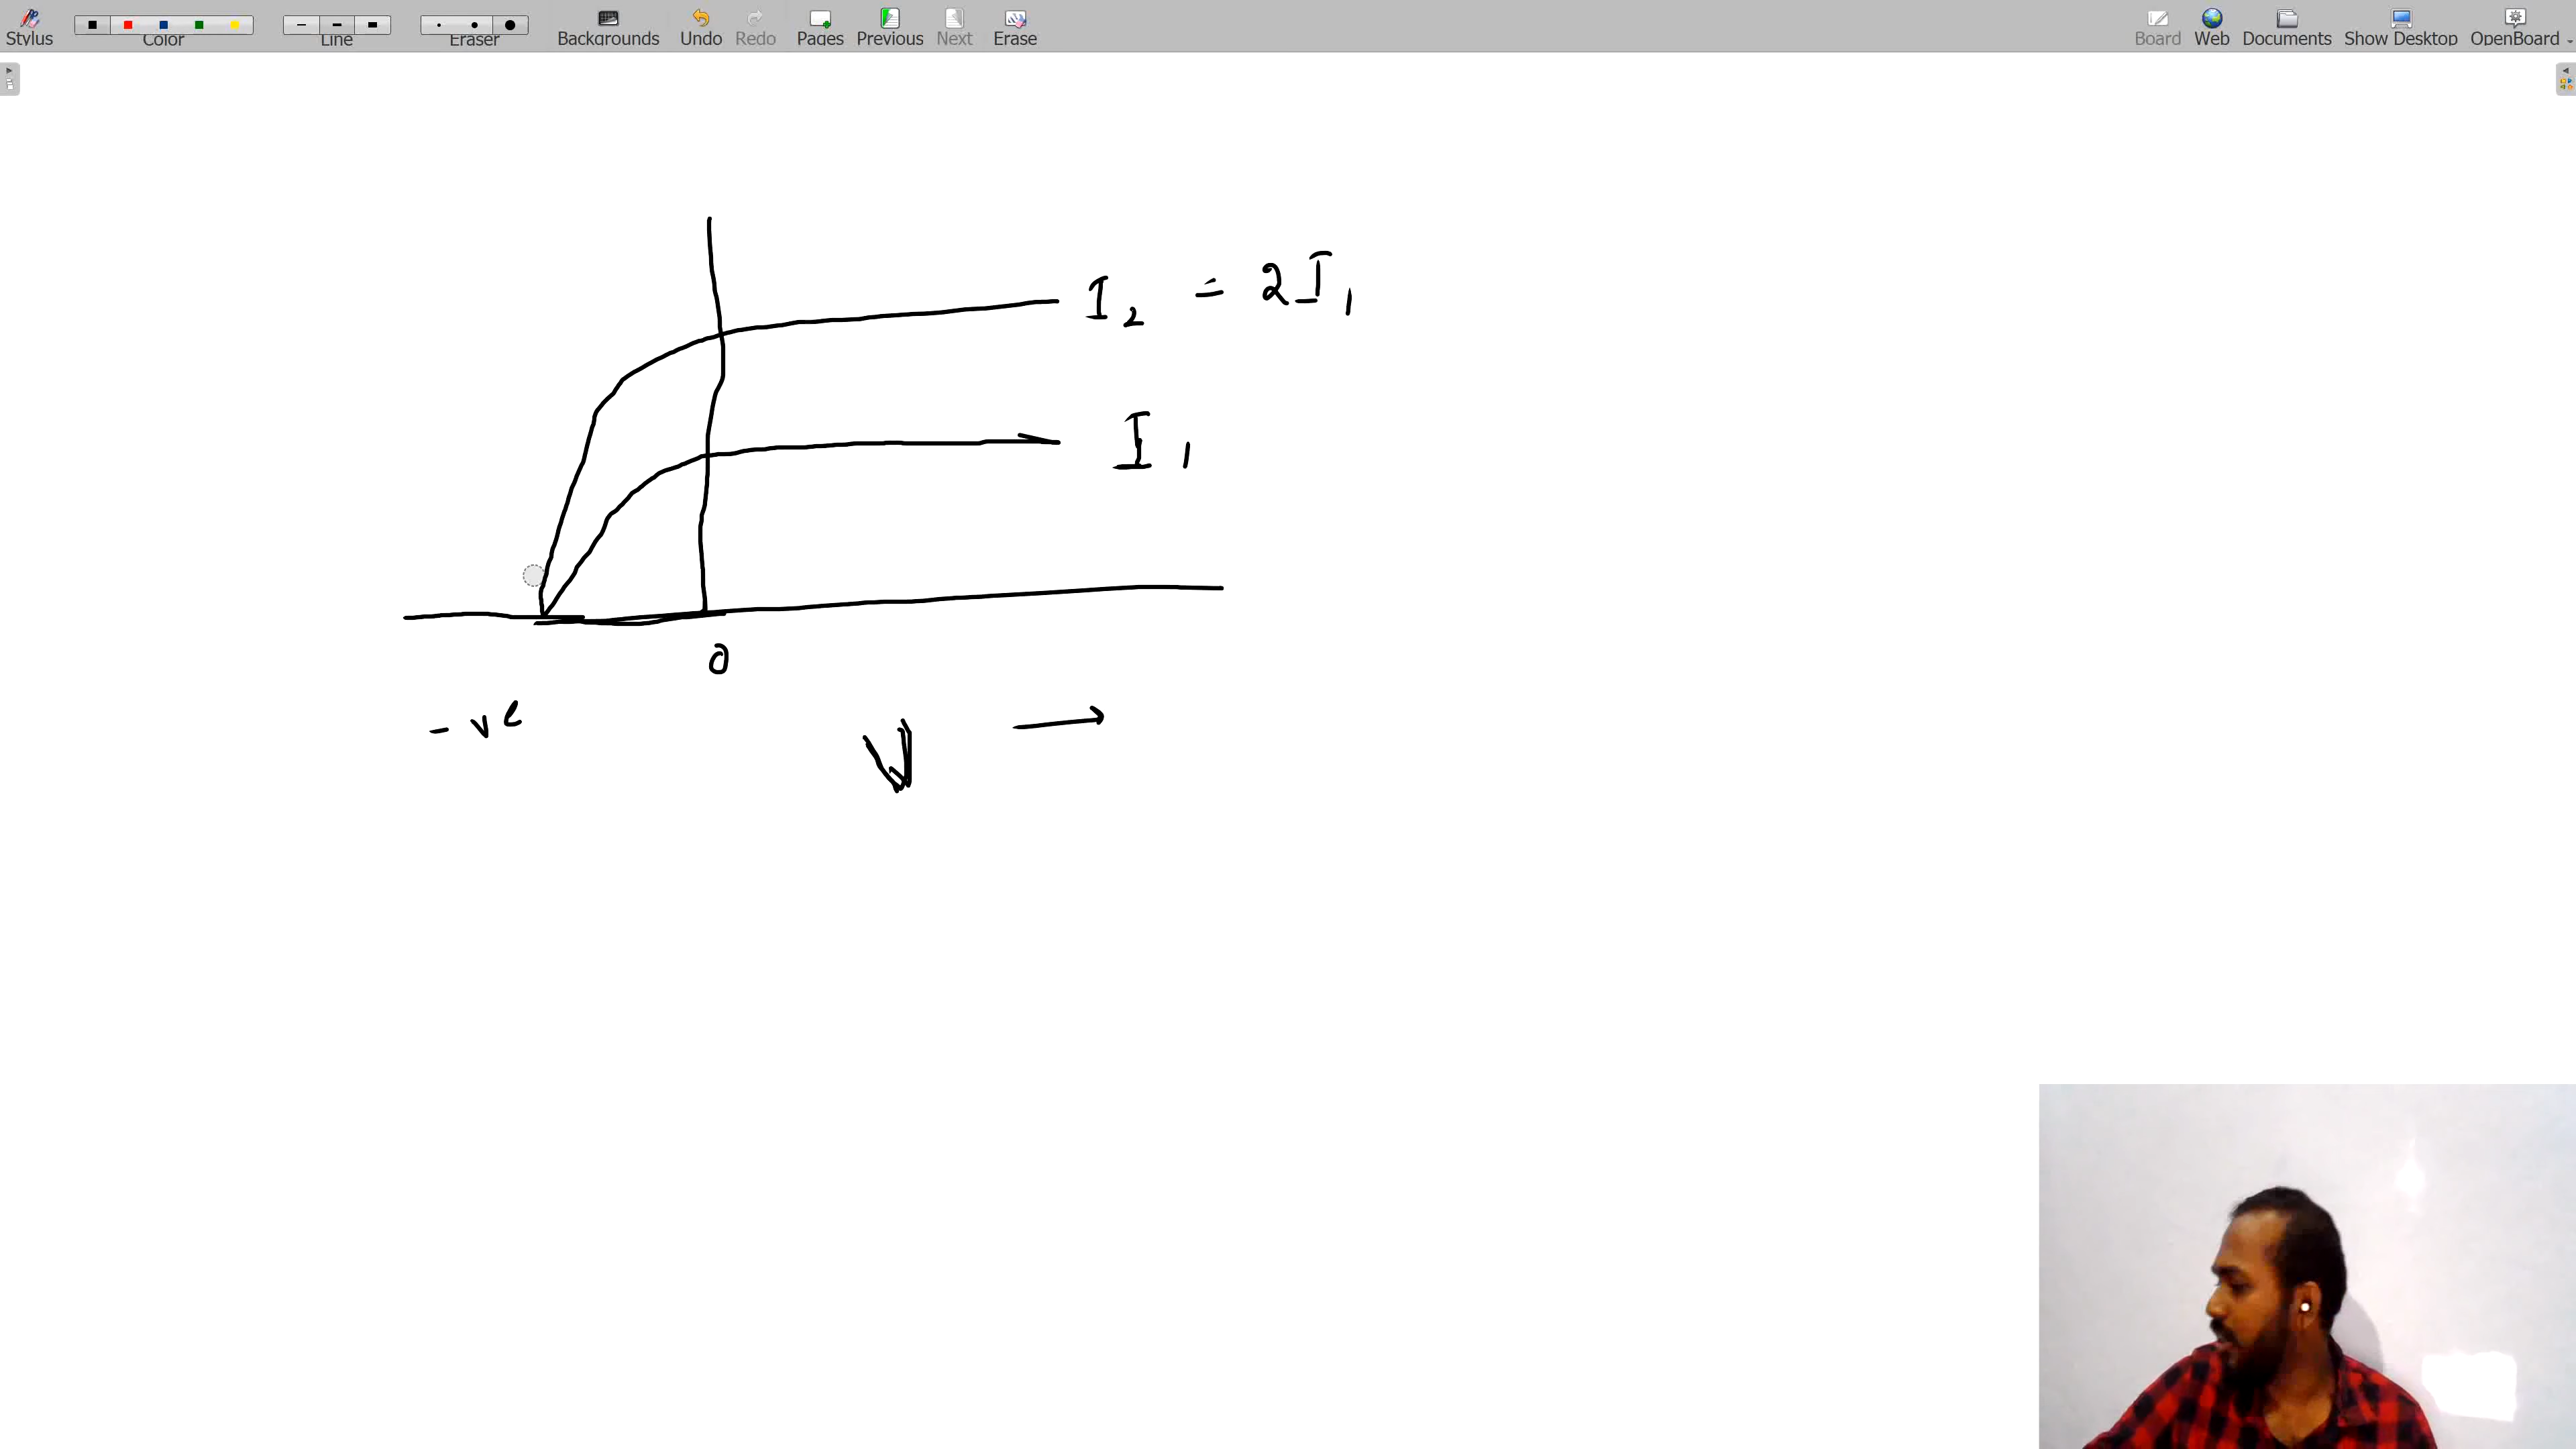 Stylus Color Line Eraser Backgrounds Undo Redo Pages Previous Next Erase Board Web Documents Show Desktop OpenBoard
I₂ = 2I₁
I₁
0
-ve
V →